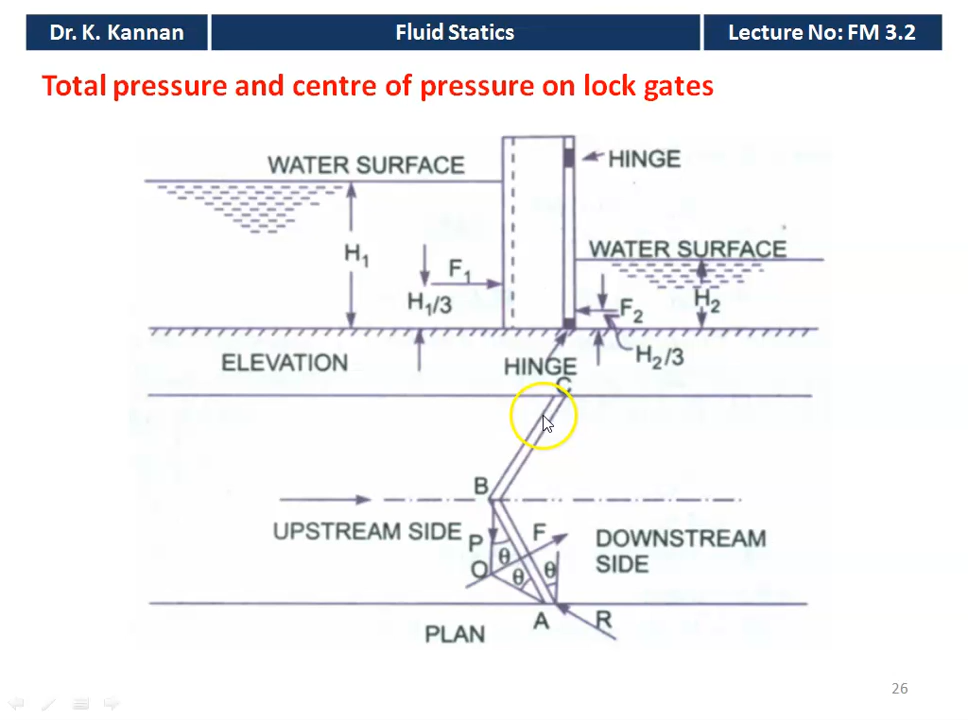 Dr. K. Kannan
Fluid Statics
Lecture No: FM 3.2
Total pressure and centre of pressure on lock gates
WATER SURFACE
HINGE
WATER SURFACE
H₁
F₁
H₁/3
H₂
F₂
H₂/3
ELEVATION
HINGE
C
B
UPSTREAM SIDE
P
F
DOWNSTREAM
SIDE
θ
O
θ
θ
A
R
PLAN
26